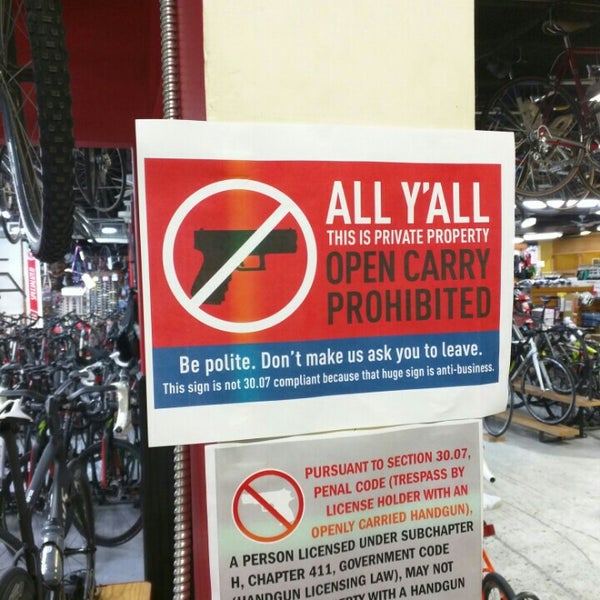 ALL Y'ALL
THIS IS PRIVATE PROPERTY
OPEN CARRY
PROHIBITED
Be polite. Don't make us ask you to leave.
This sign is not 30.07 compliant because that huge sign is anti-business.
PURSUANT TO SECTION 30.07,
PENAL CODE (TRESPASS BY
LICENSE HOLDER WITH AN
OPENLY CARRIED HANDGUN),
A PERSON LICENSED UNDER SUBCHAPTER
H, CHAPTER 411, GOVERNMENT CODE
(HANDGUN LICENSING LAW), MAY NOT
WITH A HANDGUN